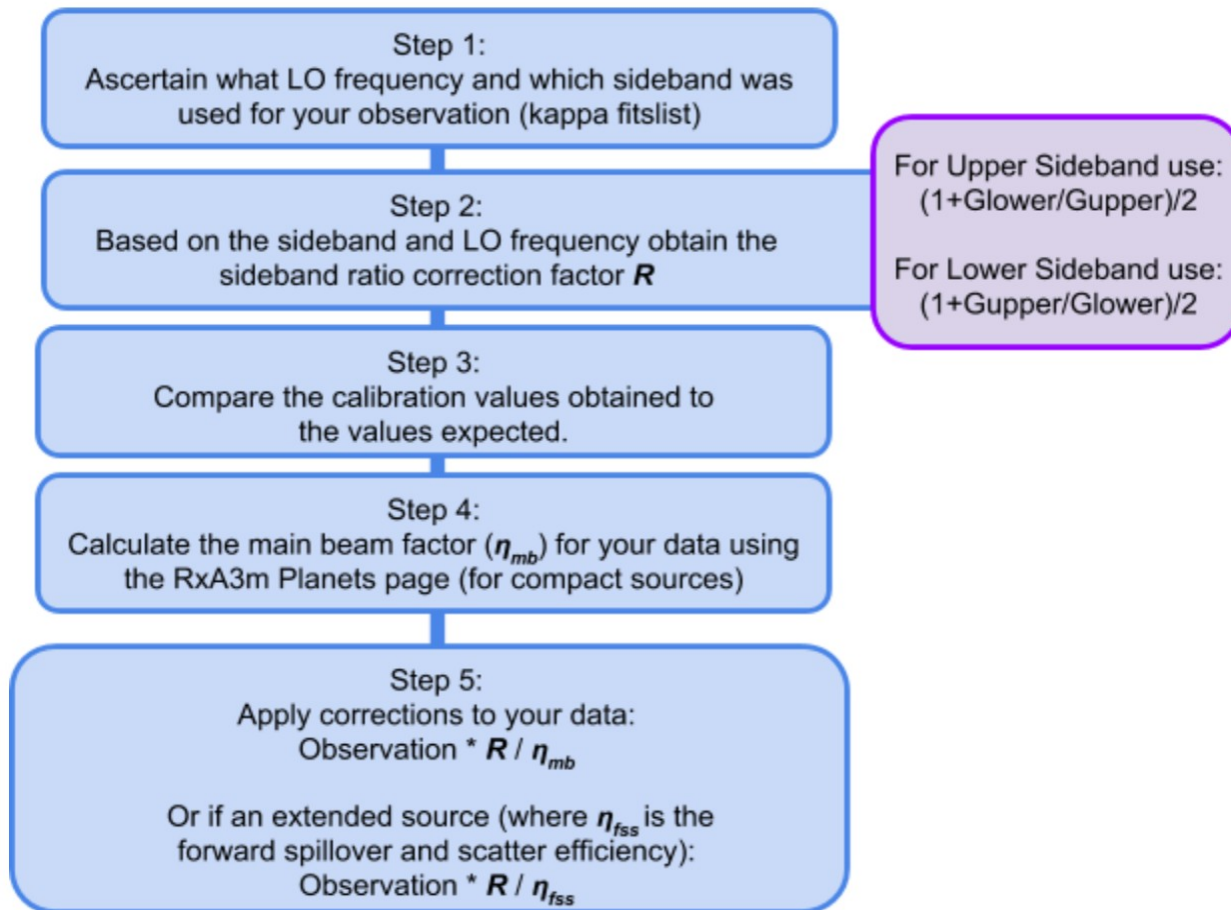 Step 1:
Ascertain what LO frequency and which sideband was
used for your observation (kappa fitslist)
Step 2:
Based on the sideband and LO frequency obtain the
sideband ratio correction factor R
For Upper Sideband use:
(1+Glower/Gupper)/2
For Lower Sideband use:
(1+Gupper/Glower)/2
Step 3:
Compare the calibration values obtained to
the values expected.
Step 4:
Calculate the main beam factor (η_mb) for your data using
the RxA3m Planets page (for compact sources)
Step 5:
Apply corrections to your data:
Observation * R / η_mb
Or if an extended source (where η_fss is the
forward spillover and scatter efficiency):
Observation * R / η_fss